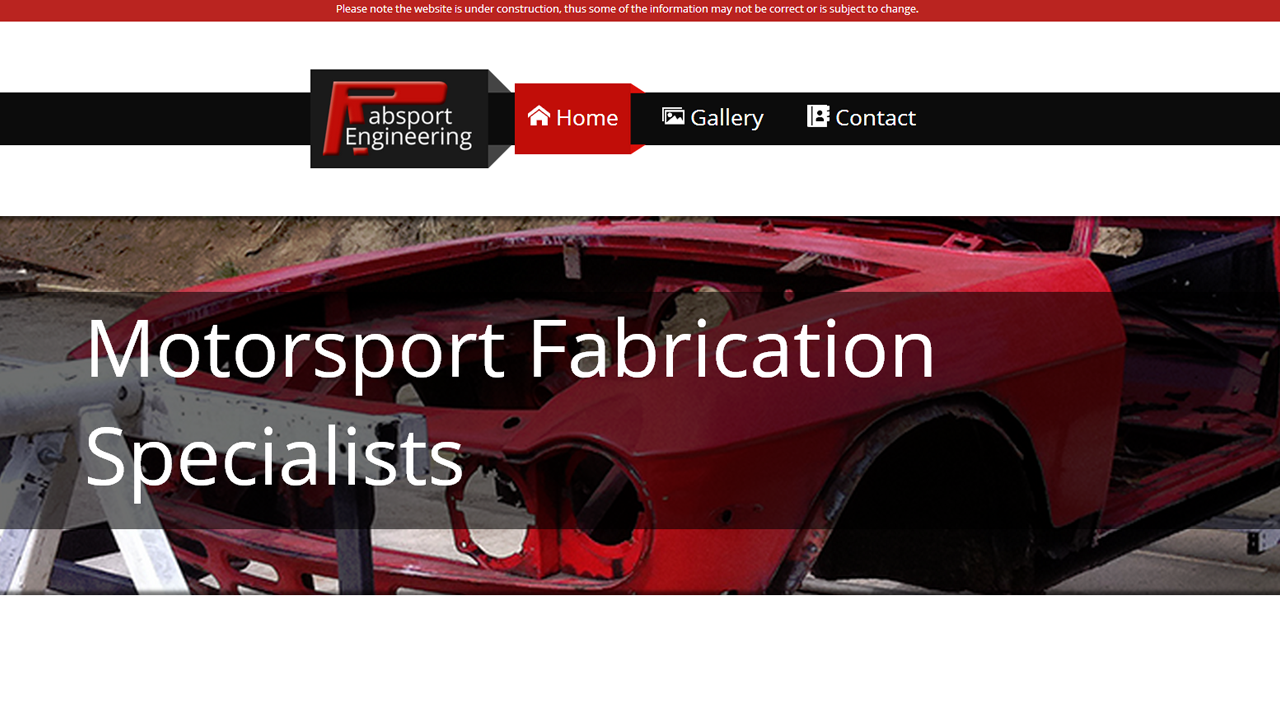 Please note the website is under construction, thus some of the information may not be correct or is subject to change.
Fabsport
Engineering
Home
Gallery
Contact
Motorsport Fabrication
Specialists